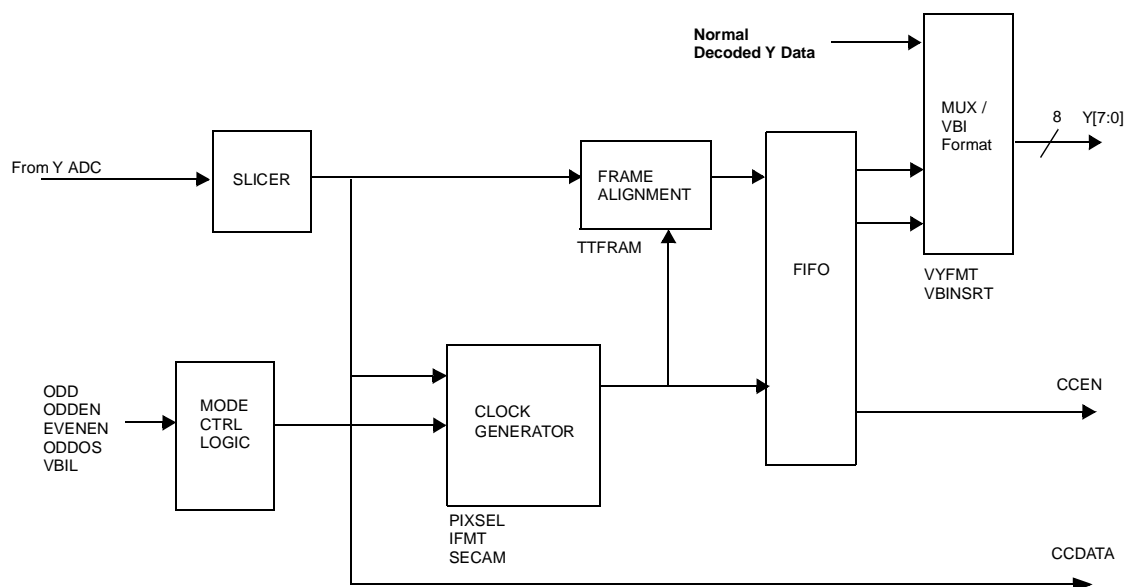 Normal
Decoded Y Data
MUX /
VBI
Format
8
Y[7:0]
From Y ADC
SLICER
FRAME
ALIGNMENT
TTFRAM
FIFO
VYFMT
VBINSRT
ODD
ODDEN
EVENEN
ODDOS
VBIL
MODE
CTRL
LOGIC
CLOCK
GENERATOR
PIXSEL
IFMT
SECAM
CCEN
CCDATA